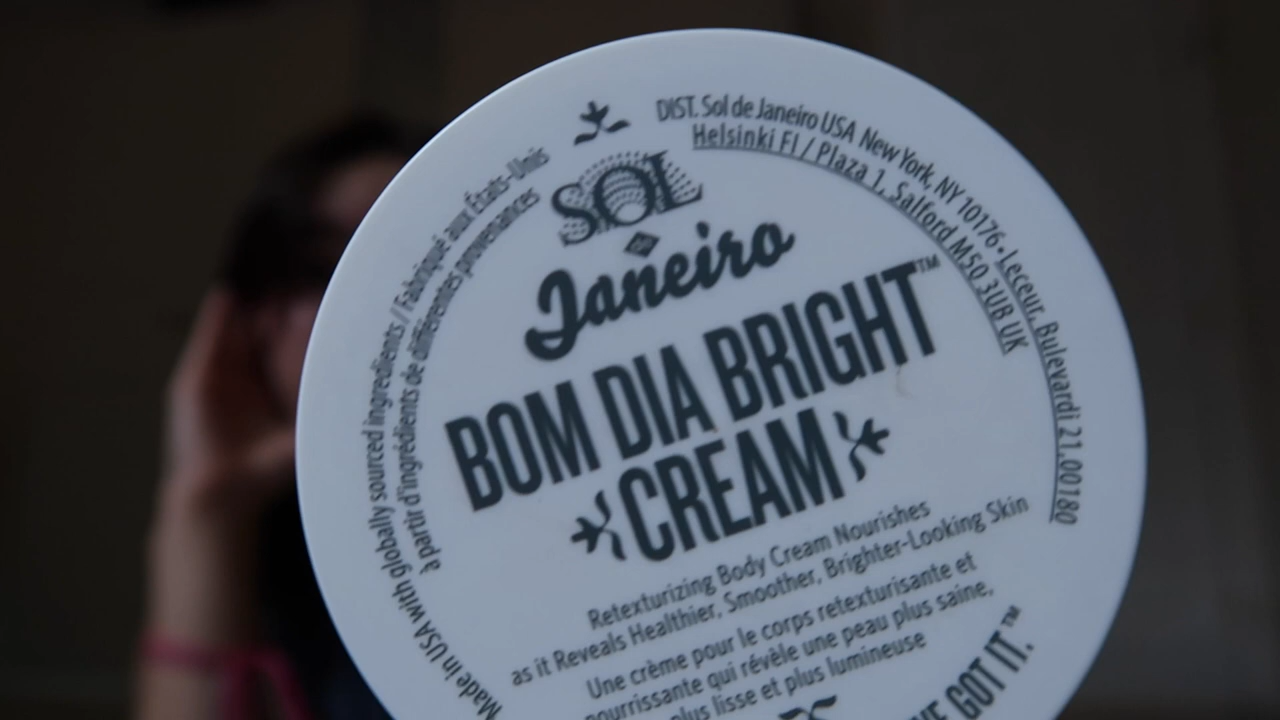 SOL
DE
Janeiro
BOM DIA BRIGHT™
CREAM
Retexturizing Body Cream Nourishes
as it Reveals Healthier, Smoother, Brighter-Looking Skin
Une crème pour le corps retexturisante et
nourrissante qui révèle une peau plus saine,
plus lisse et plus lumineuse
GOT IT.™
DIST. Sol de Janeiro USA New York, NY 10176 • Leceur, Bulevardi 21, 00180
Helsinki FI / Plaza 1, Salford M50 3UB UK
Made in USA with globally sourced ingredients / Fabriqué aux États-Unis
à partir d'ingrédients de différentes provenances